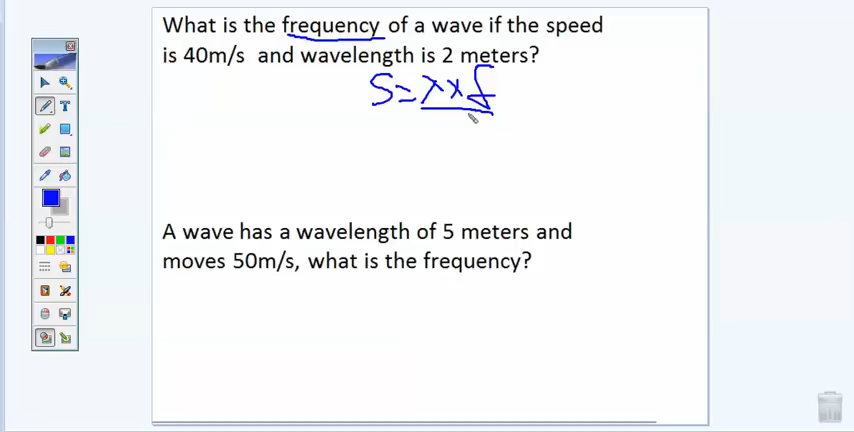 What is the frequency of a wave if the speed
is 40m/s and wavelength is 2 meters?
S=λxf
A wave has a wavelength of 5 meters and
moves 50m/s, what is the frequency?